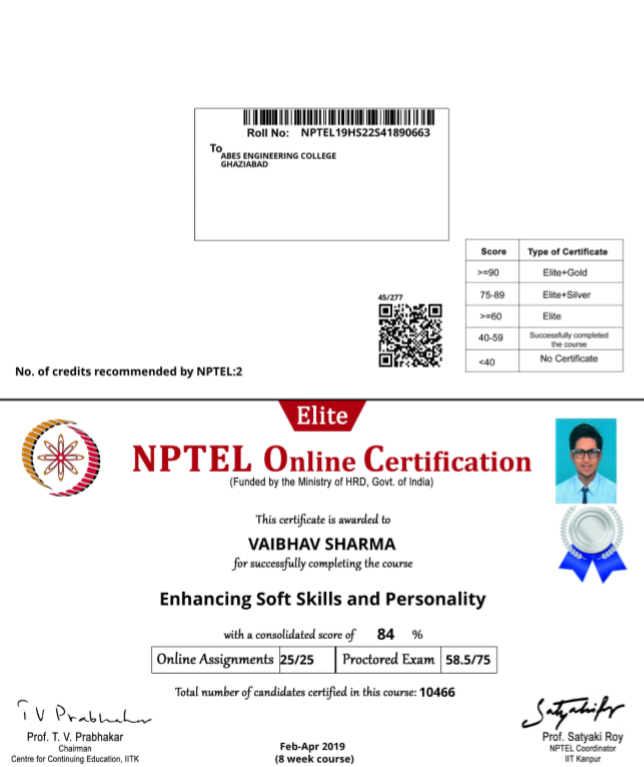 Roll No: NPTEL19HS22S41890663
To
ABES ENGINEERING COLLEGE
GHAZIABAD
Score Type of Certificate
>=90 Elite+Gold
75-89 Elite+Silver
>=60 Elite
40-59 Successfully completed the course
<40 No Certificate
45/277
No. of credits recommended by NPTEL:2
Elite
NPTEL Online Certification
(Funded by the Ministry of HRD, Govt. of India)
This certificate is awarded to
VAIBHAV SHARMA
for successfully completing the course
Enhancing Soft Skills and Personality
with a consolidated score of 84 %
Online Assignments 25/25 Proctored Exam 58.5/75
Total number of candidates certified in this course: 10466
T V Prabhakar
Prof. T. V. Prabhakar
Chairman
Centre for Continuing Education, IITK
Feb-Apr 2019
(8 week course)
Prof. Satyaki Roy
NPTEL Coordinator
IIT Kanpur